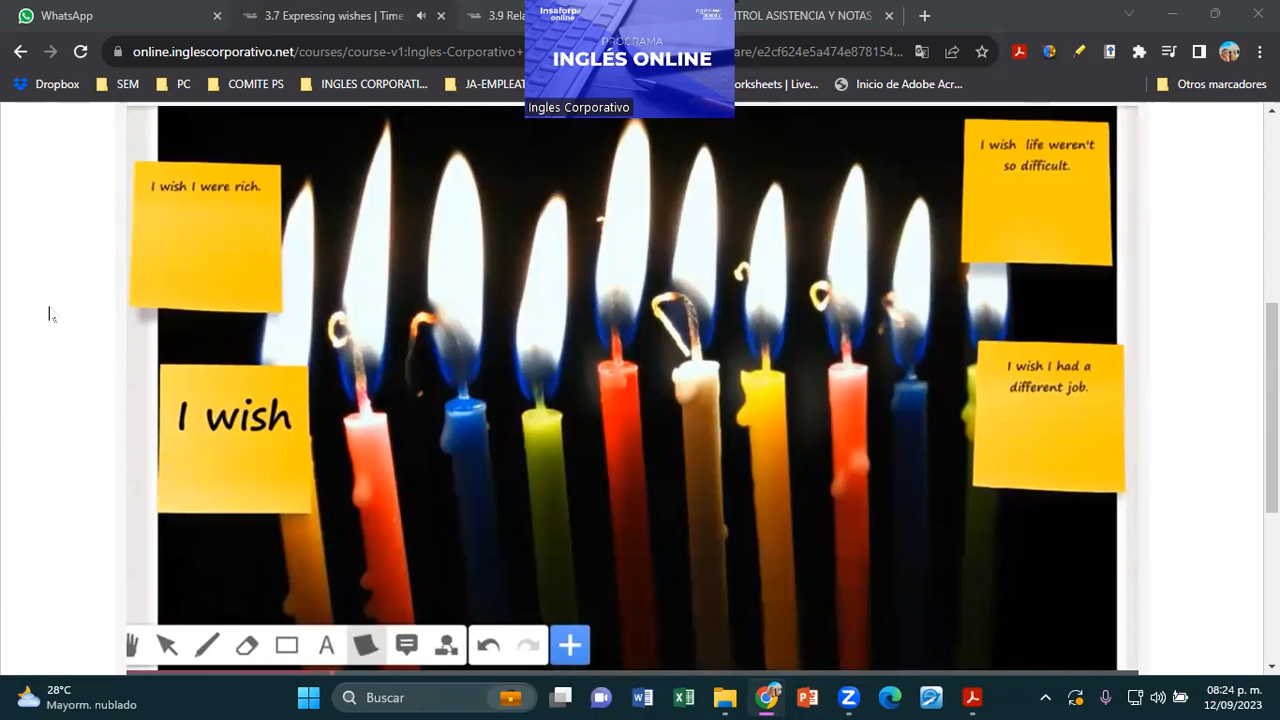 WhatsApp
3.7 Expressing wishes | Time
3.9 Rela
NTROL ASISTENCIA Y NOTAS
Insaforp
online
PROGRAMA
INGLÉS ONLINE
Ingles Corporativo
online.inglescorporativo.net/courses
e-v1:Ingles-Corporativo+
are/e2cf624e5a474e878154...
Dropbox
SEM
PC
COMITE PS
INGLES CORPORATI...
JA-EMPLEAT
orksheets | Live...
Inicio de Adobe Acr...
Otros marcadores
I wish I were rich.
I wish life weren't
so difficult.
I wish
I wish I had a
different job.
28°C
Mayorm. nublado
Buscar
08:24 p. m.
12/09/2023